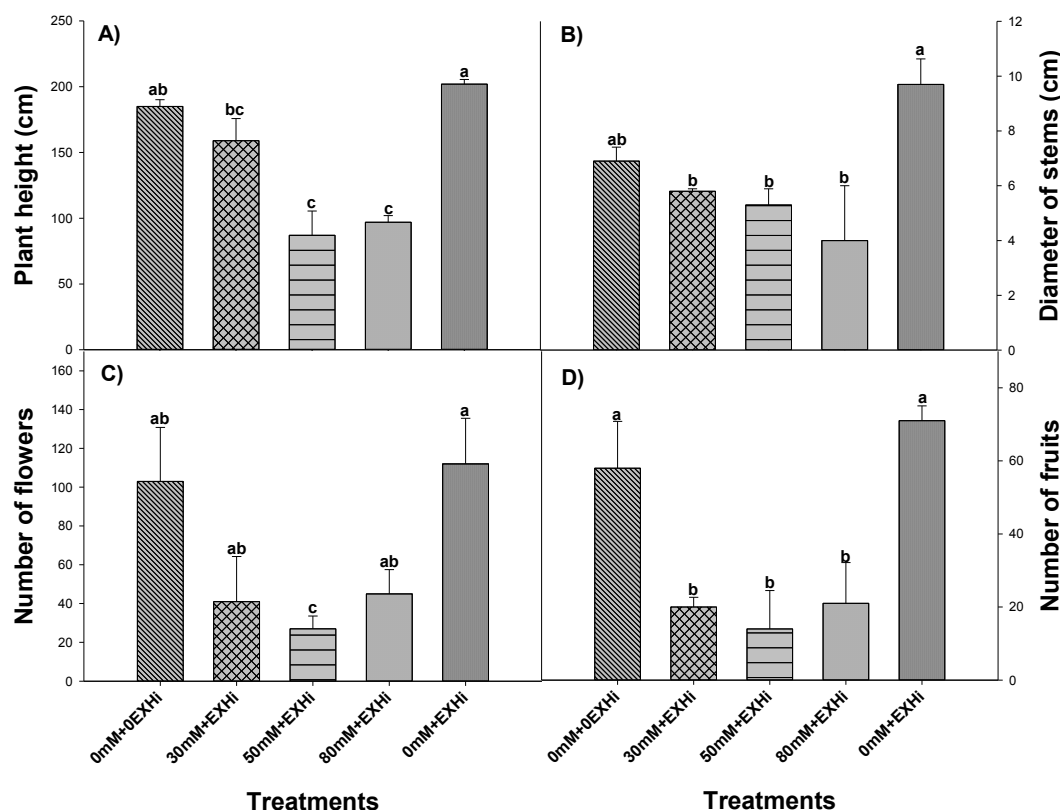 A)
Plant height (cm)
250
200
150
100
50
0
ab
bc
c
c
a
B)
Diameter of stems (cm)
12
10
8
6
4
2
0
ab
b
b
b
a
C)
Number of flowers
160
140
120
100
80
60
40
20
0
ab
ab
c
ab
a
0mM+0EXHi
30mM+EXHi
50mM+EXHi
80mM+EXHi
0mM+EXHi
Treatments
D)
Number of fruits
80
60
40
20
0
a
b
b
b
a
0mM+0EXHi
30mM+EXHi
50mM+EXHi
80mM+EXHi
0mM+EXHi
Treatments